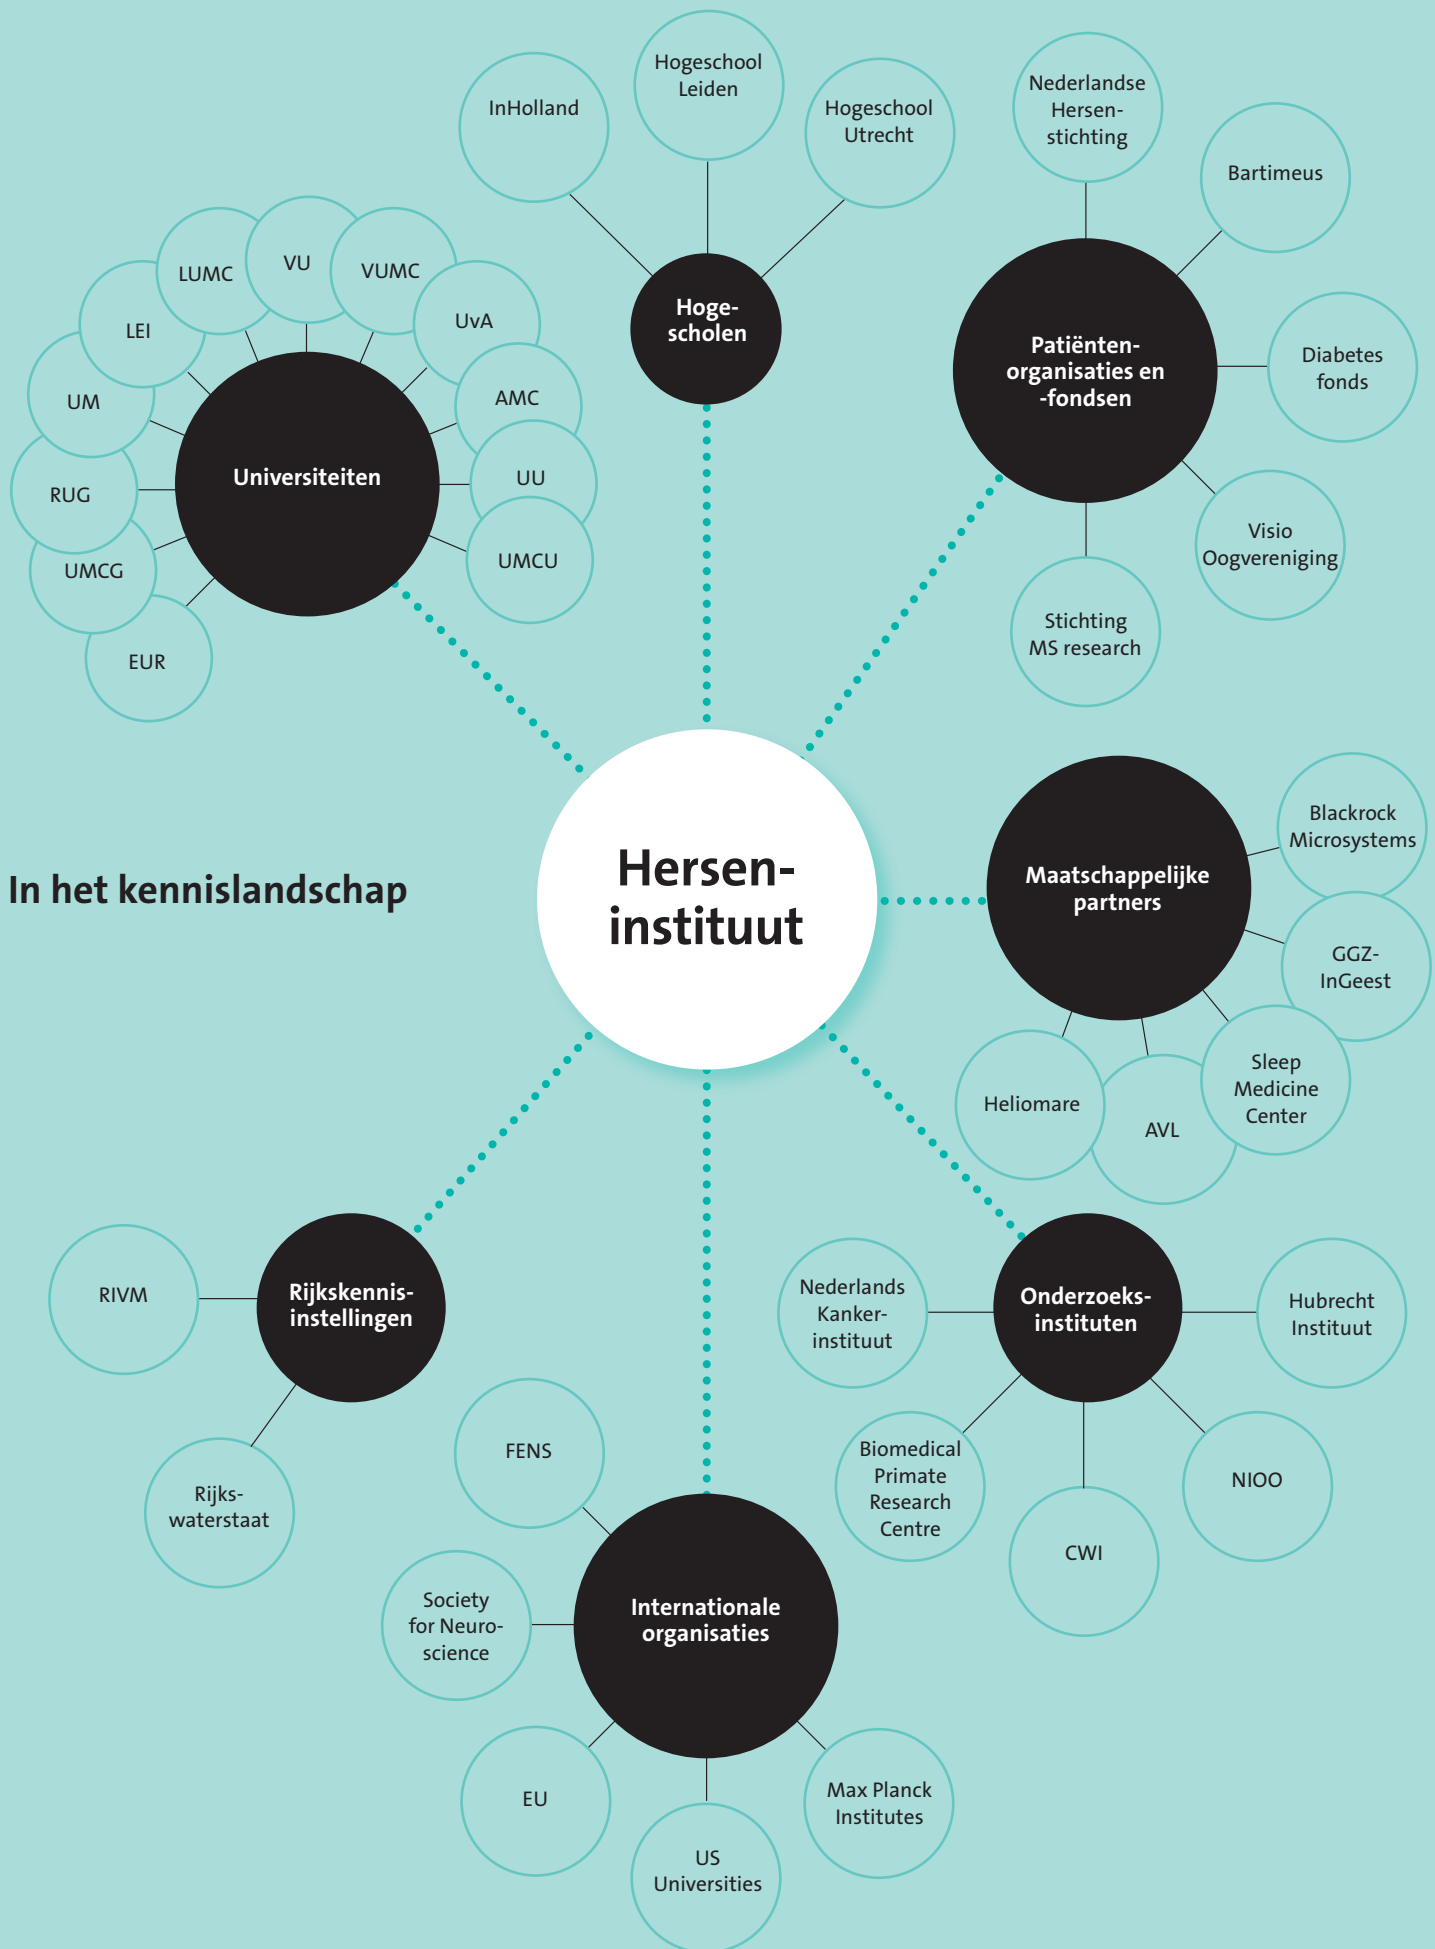 InHolland
Hogeschool
Leiden
Hogeschool
Utrecht
Hoge-
scholen
Nederlandse
Hersen-
stichting
Bartimeus
Diabetes
fonds
Visio
Oogvereniging
Stichting
MS research
Patiënten-
organisaties en
-fondsen
EUR
UMCG
RUG
UM
LEI
LUMC
VU
VUMC
UvA
AMC
UU
UMCU
Universiteiten
In het kennislandschap
Hersen-
instituut
Maatschappelijke
partners
Blackrock
Microsystems
GGZ-
InGeest
Sleep
Medicine
Center
AVL
Heliomare
RIVM
Rijkskennis-
instellingen
Rijks-
waterstaat
Onderzoeks-
instituten
Nederlands
Kanker-
instituut
Hubrecht
Instituut
Biomedical
Primate
Research
Centre
CWI
NIOO
FENS
Society
for Neuro-
science
Internationale
organisaties
EU
US
Universities
Max Planck
Institutes